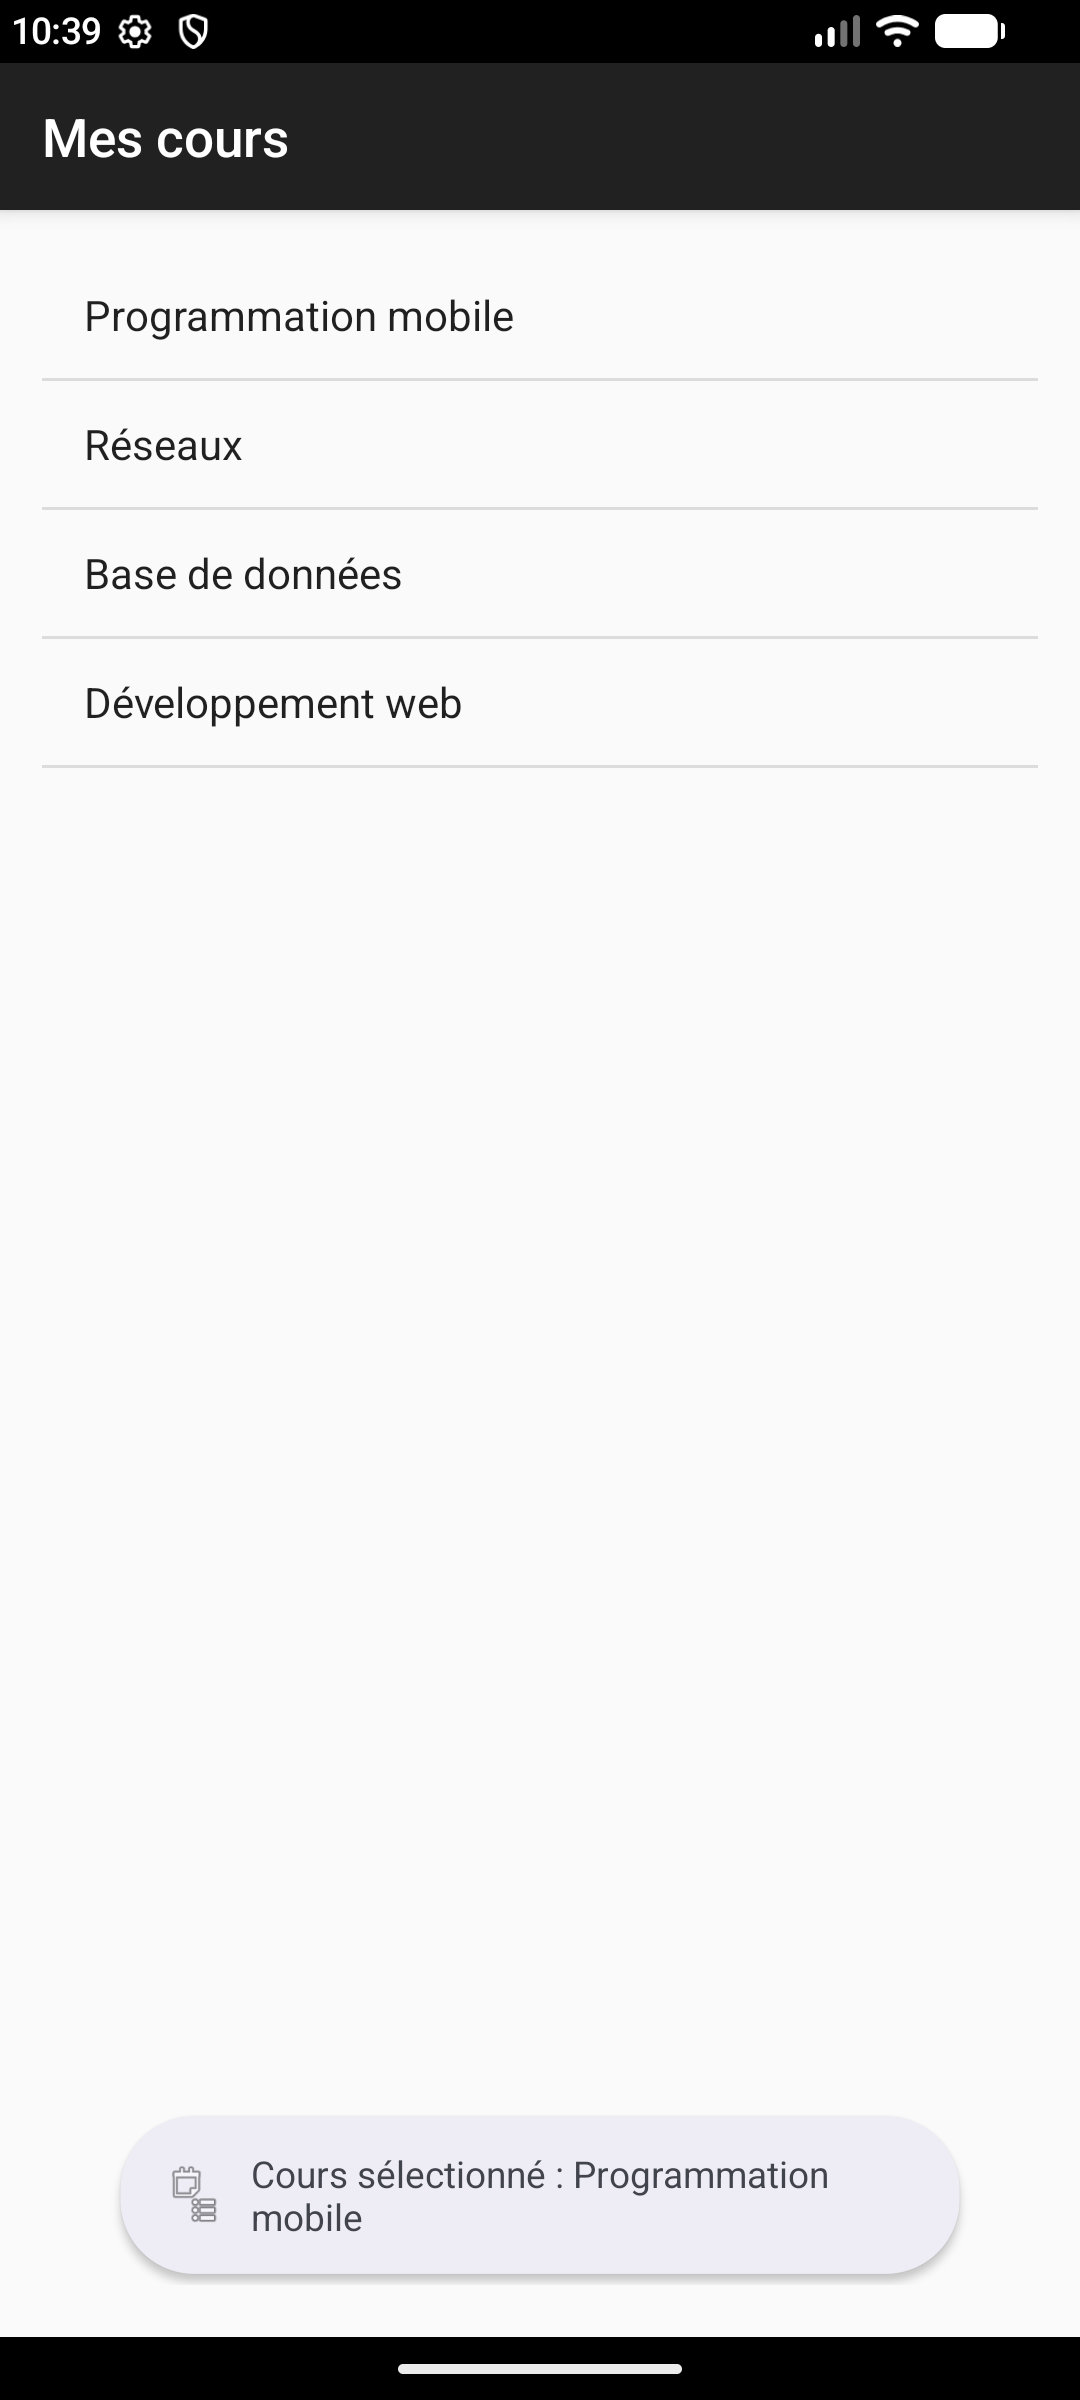 10:39
Mes cours
Programmation mobile
Réseaux
Base de données
Développement web
Cours sélectionné : Programmation
mobile